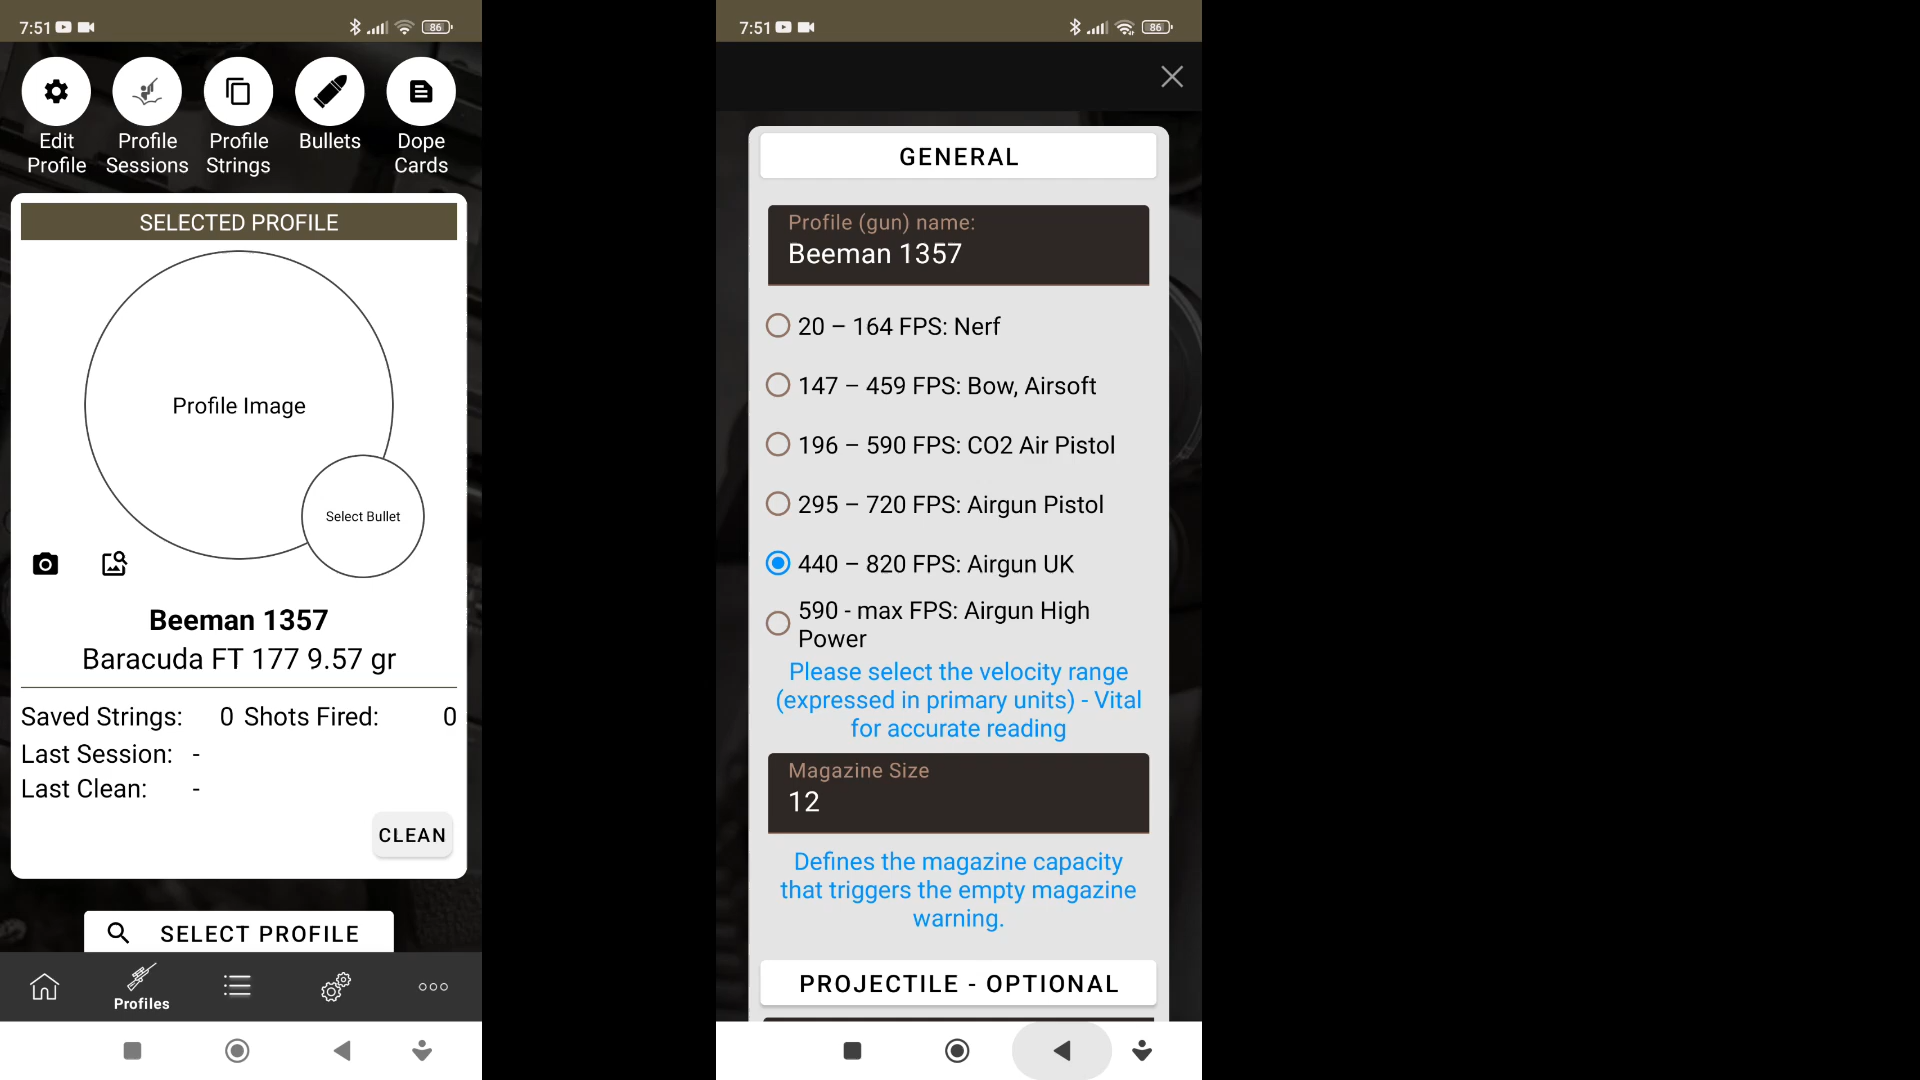 7:51
86
Edit Profile
Profile Sessions
Profile Strings
Bullets
Dope Cards
SELECTED PROFILE
Profile Image
Select Bullet
Beeman 1357
Baracuda FT 177 9.57 gr
Saved Strings: 0 Shots Fired: 0
Last Session: -
Last Clean: -
CLEAN
SELECT PROFILE
Profiles
7:51
86
GENERAL
Profile (gun) name:
Beeman 1357
20 – 164 FPS: Nerf
147 – 459 FPS: Bow, Airsoft
196 – 590 FPS: CO2 Air Pistol
295 – 720 FPS: Airgun Pistol
440 – 820 FPS: Airgun UK
590 - max FPS: Airgun High
Power
Please select the velocity range
(expressed in primary units) - Vital
for accurate reading
Magazine Size
12
Defines the magazine capacity
that triggers the empty magazine
warning.
PROJECTILE - OPTIONAL